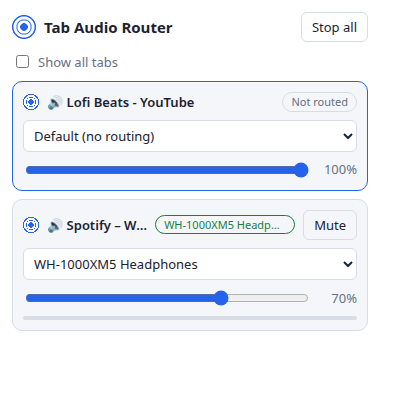 Tab Audio Router
Stop all
Show all tabs
🔊 Lofi Beats - YouTube
Not routed
Default (no routing)
100%
🔊 Spotify – W...
WH-1000XM5 Headp...
Mute
WH-1000XM5 Headphones
70%